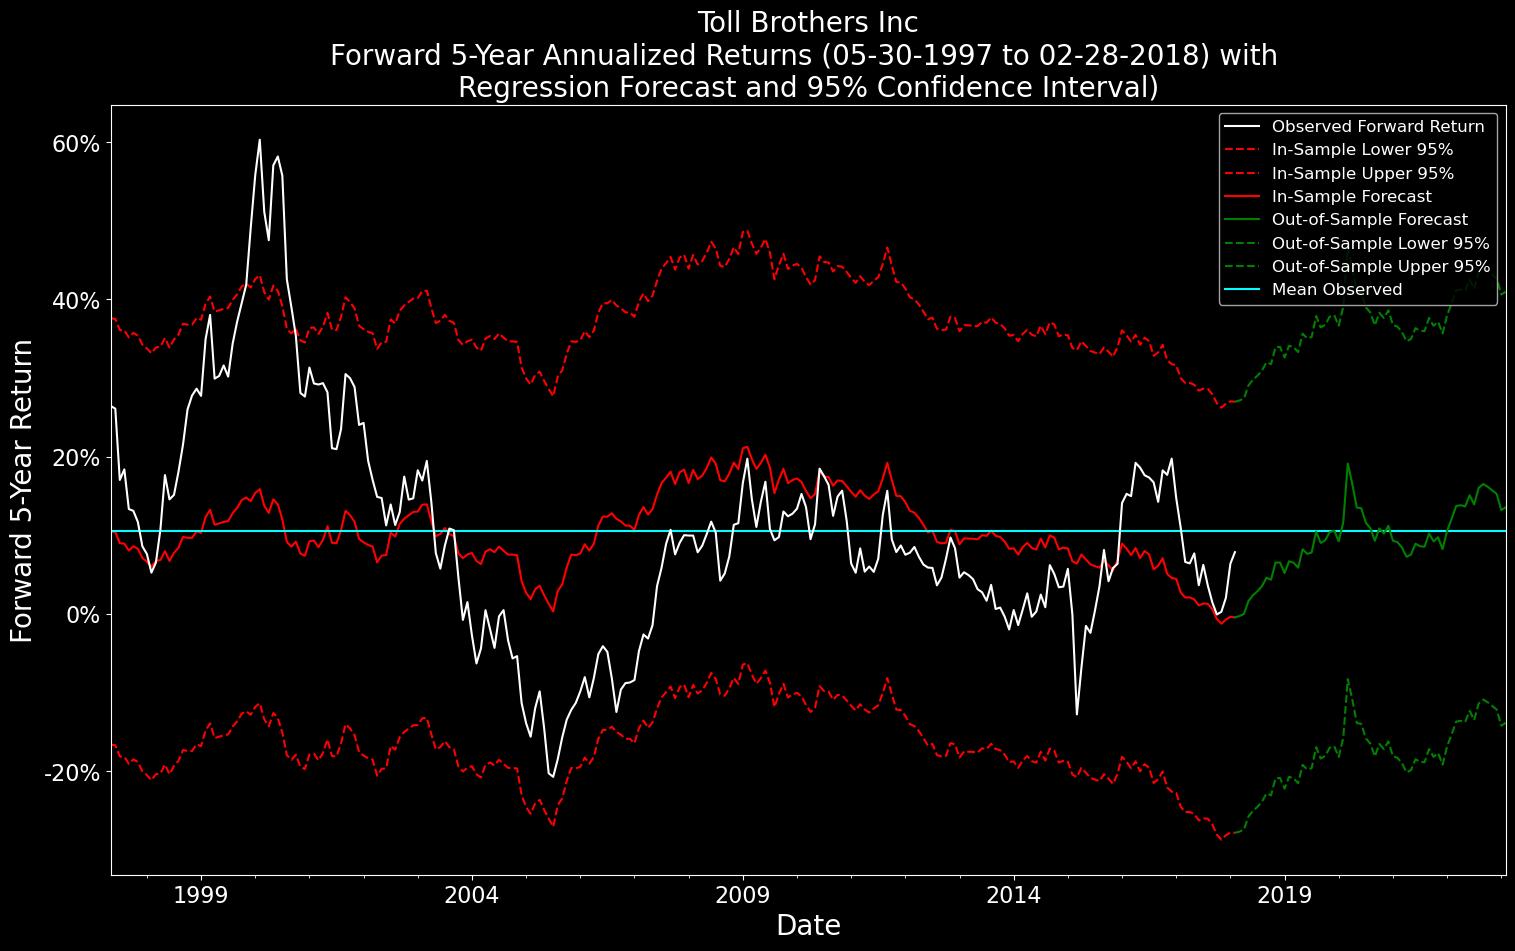 Toll Brothers Inc
Forward 5-Year Annualized Returns (05-30-1997 to 02-28-2018) with
Regression Forecast and 95% Confidence Interval)
Forward 5-Year Return
60%
40%
20%
0%
-20%
Observed Forward Return
In-Sample Lower 95%
In-Sample Upper 95%
In-Sample Forecast
Out-of-Sample Forecast
Out-of-Sample Lower 95%
Out-of-Sample Upper 95%
Mean Observed
1999
2004
2009
2014
2019
Date